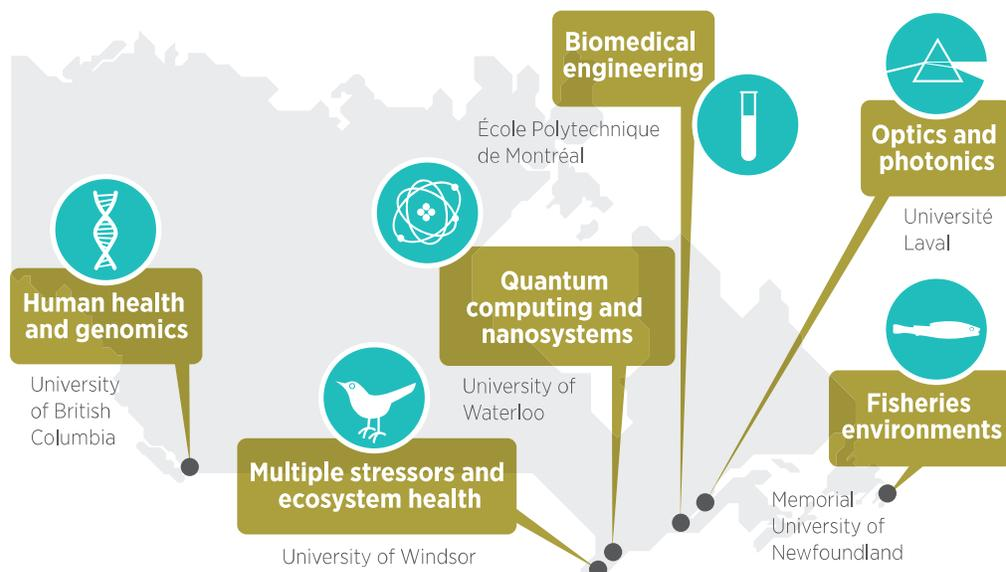 Biomedical
engineering
École Polytechnique
de Montréal
Optics and
photonics
Université
Laval
Human health
and genomics
University
of British
Columbia
Quantum
computing and
nanosystems
University of
Waterloo
Fisheries
environments
Memorial
University of
Newfoundland
Multiple stressors and
ecosystem health
University of Windsor